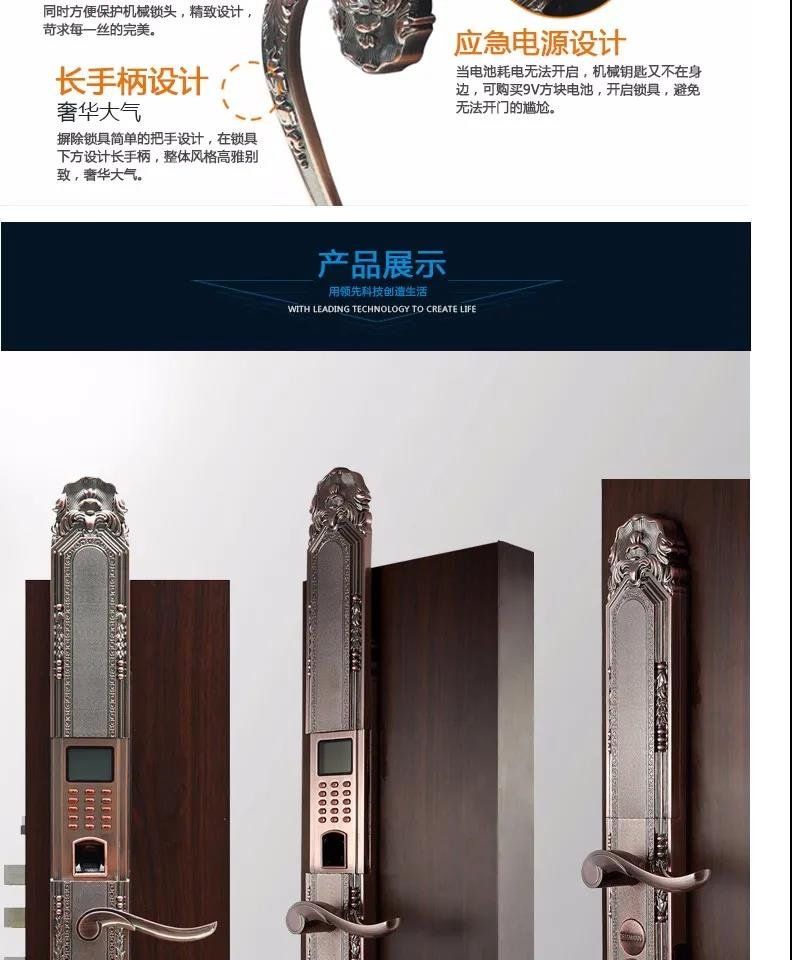 同时方便保护机械锁头，精致设计，
苛求每一丝的完美。
长手柄设计
奢华大气
摒除锁具简单的把手设计，在锁具
下方设计长手柄，整体风格高雅别
致，奢华大气。
应急电源设计
当电池耗电无法开启，机械钥匙又不在身
边，可购买9V方块电池，开启锁具，避免
无法开门的尴尬。
产品展示
用领先科技创造生活
WITH LEADING TECHNOLOGY TO CREATE LIFE